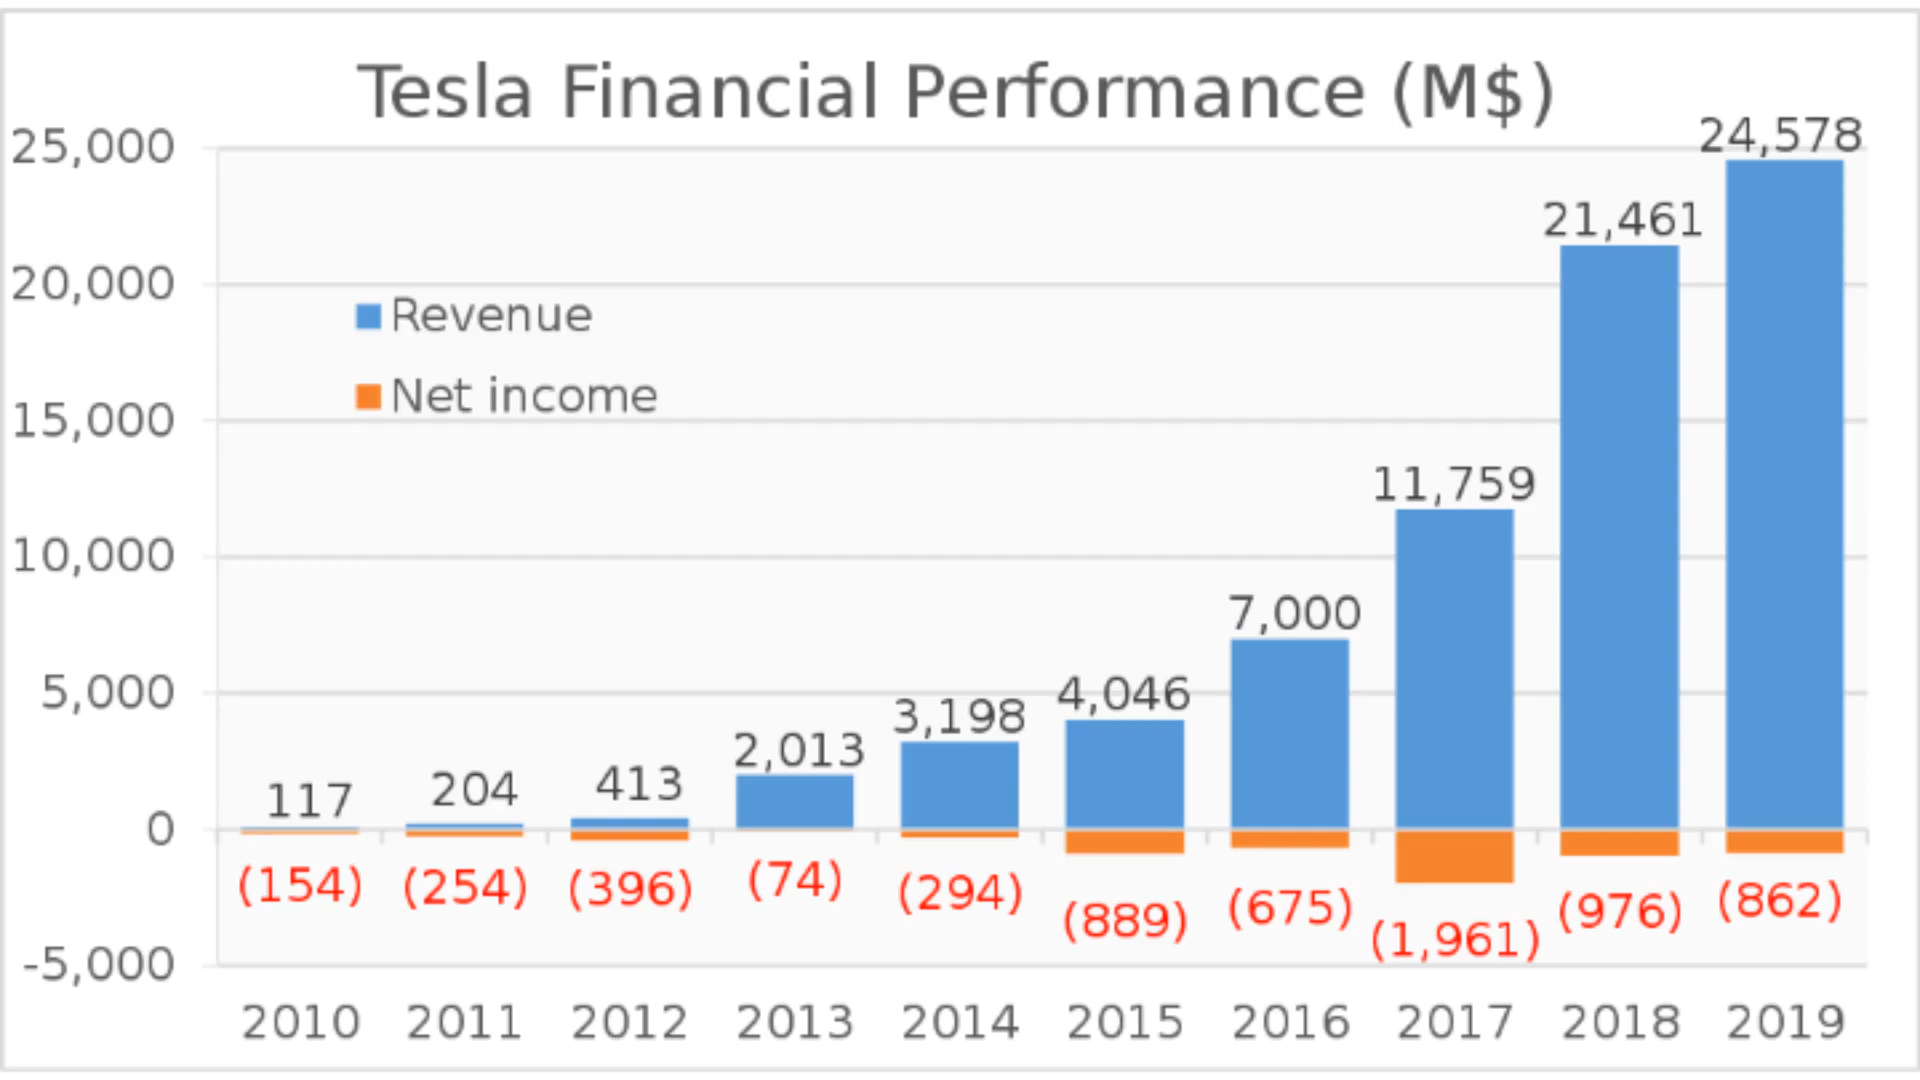 Tesla Financial Performance (M$)
25,000
20,000
15,000
10,000
5,000
0
-5,000
Revenue
Net income
117 204 413 2,013 3,198 4,046 7,000 11,759 21,461 24,578
(154) (254) (396) (74) (294) (889) (675) (1,961) (976) (862)
2010 2011 2012 2013 2014 2015 2016 2017 2018 2019